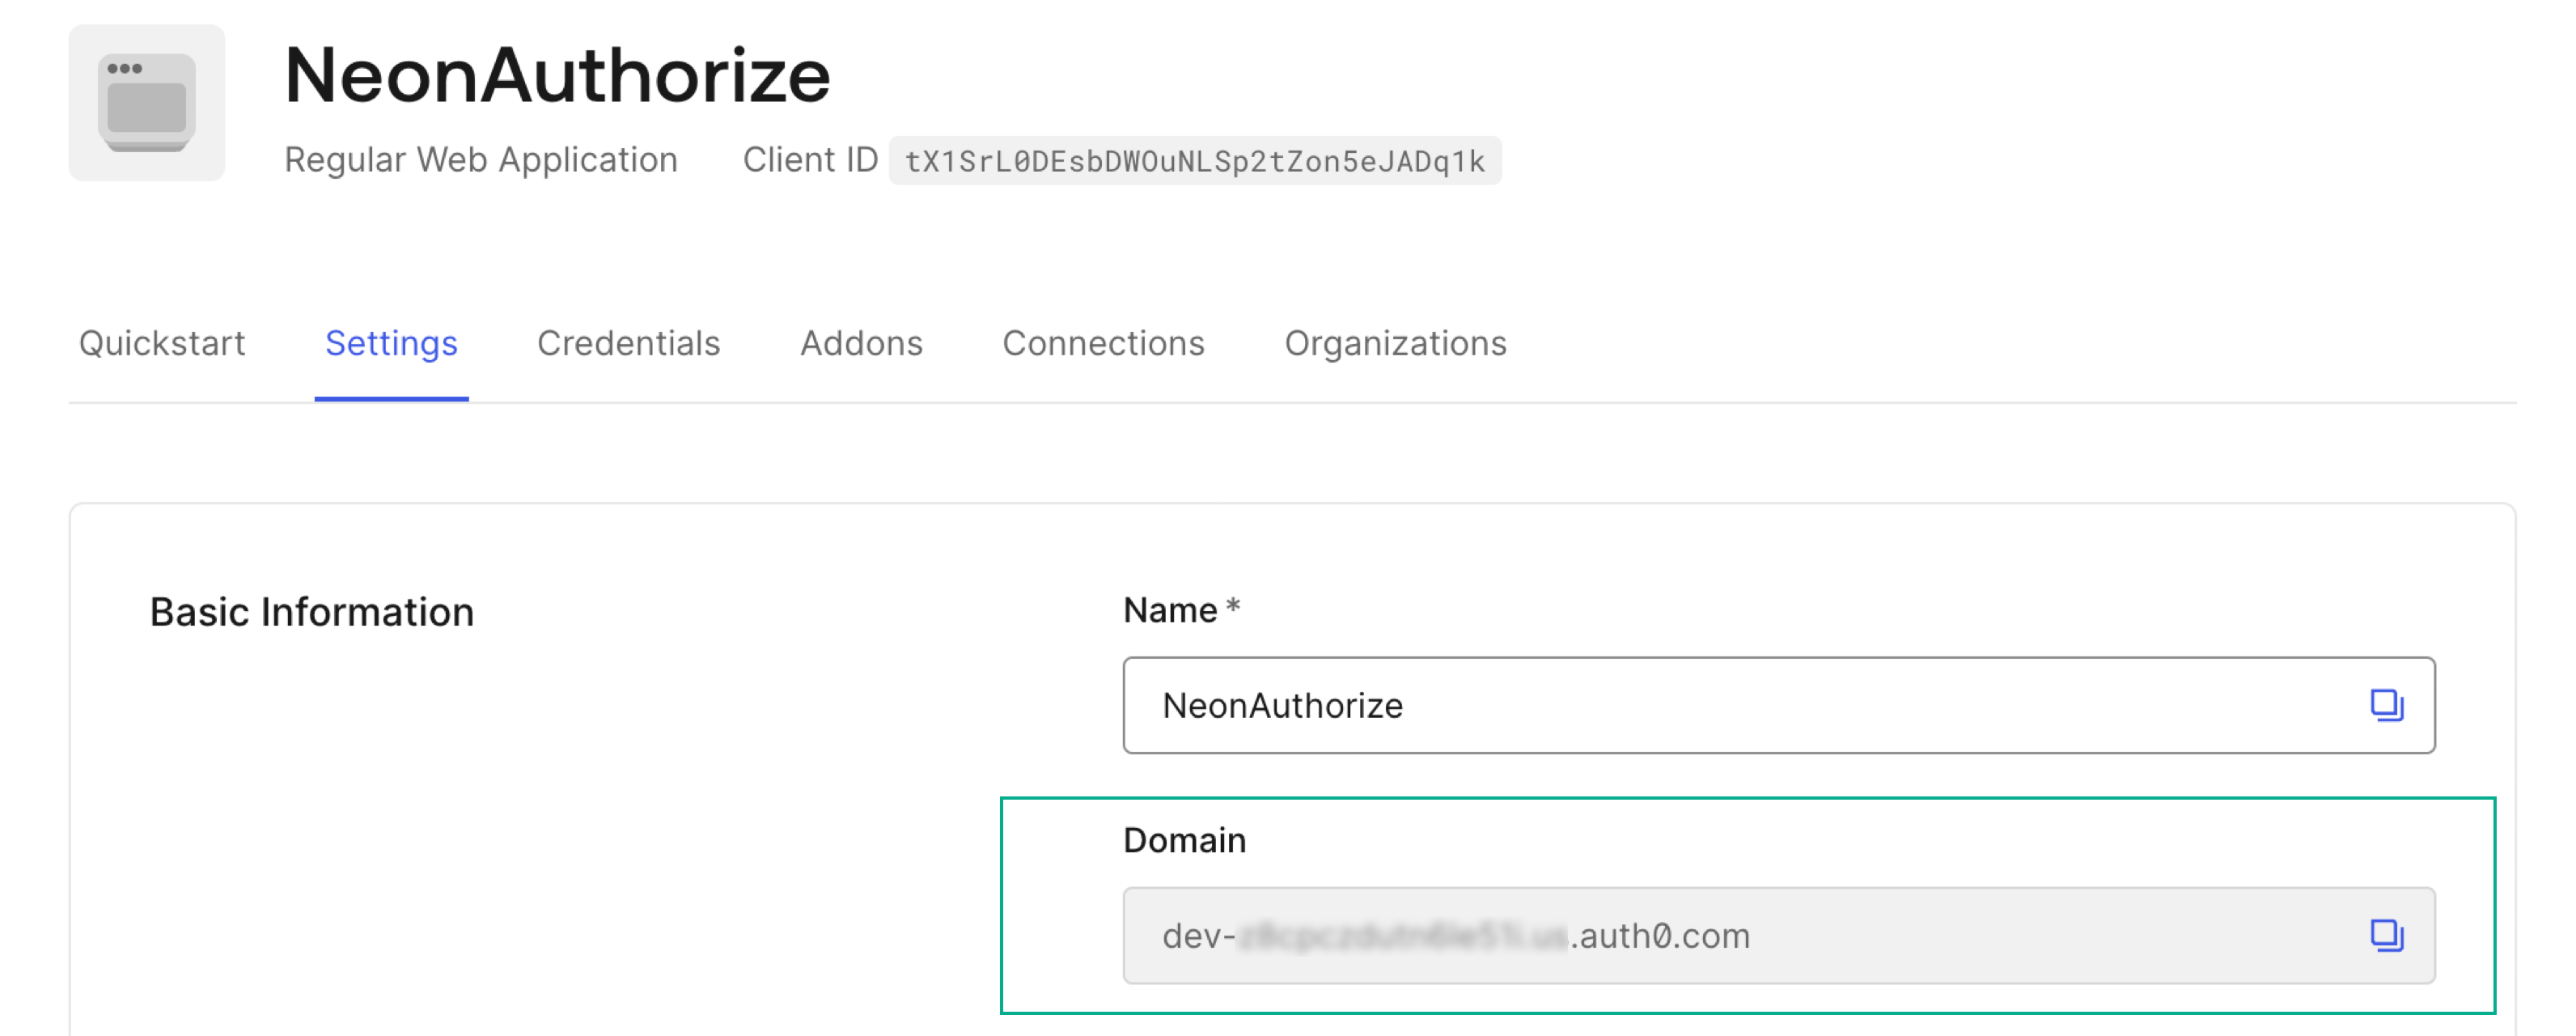 NeonAuthorize
Regular Web Application Client ID tX1SrL0DEsbDWOuNLSp2tZon5eJADq1k
Quickstart Settings Credentials Addons Connections Organizations
Basic Information
Name *
NeonAuthorize
Domain
dev- .auth0.com